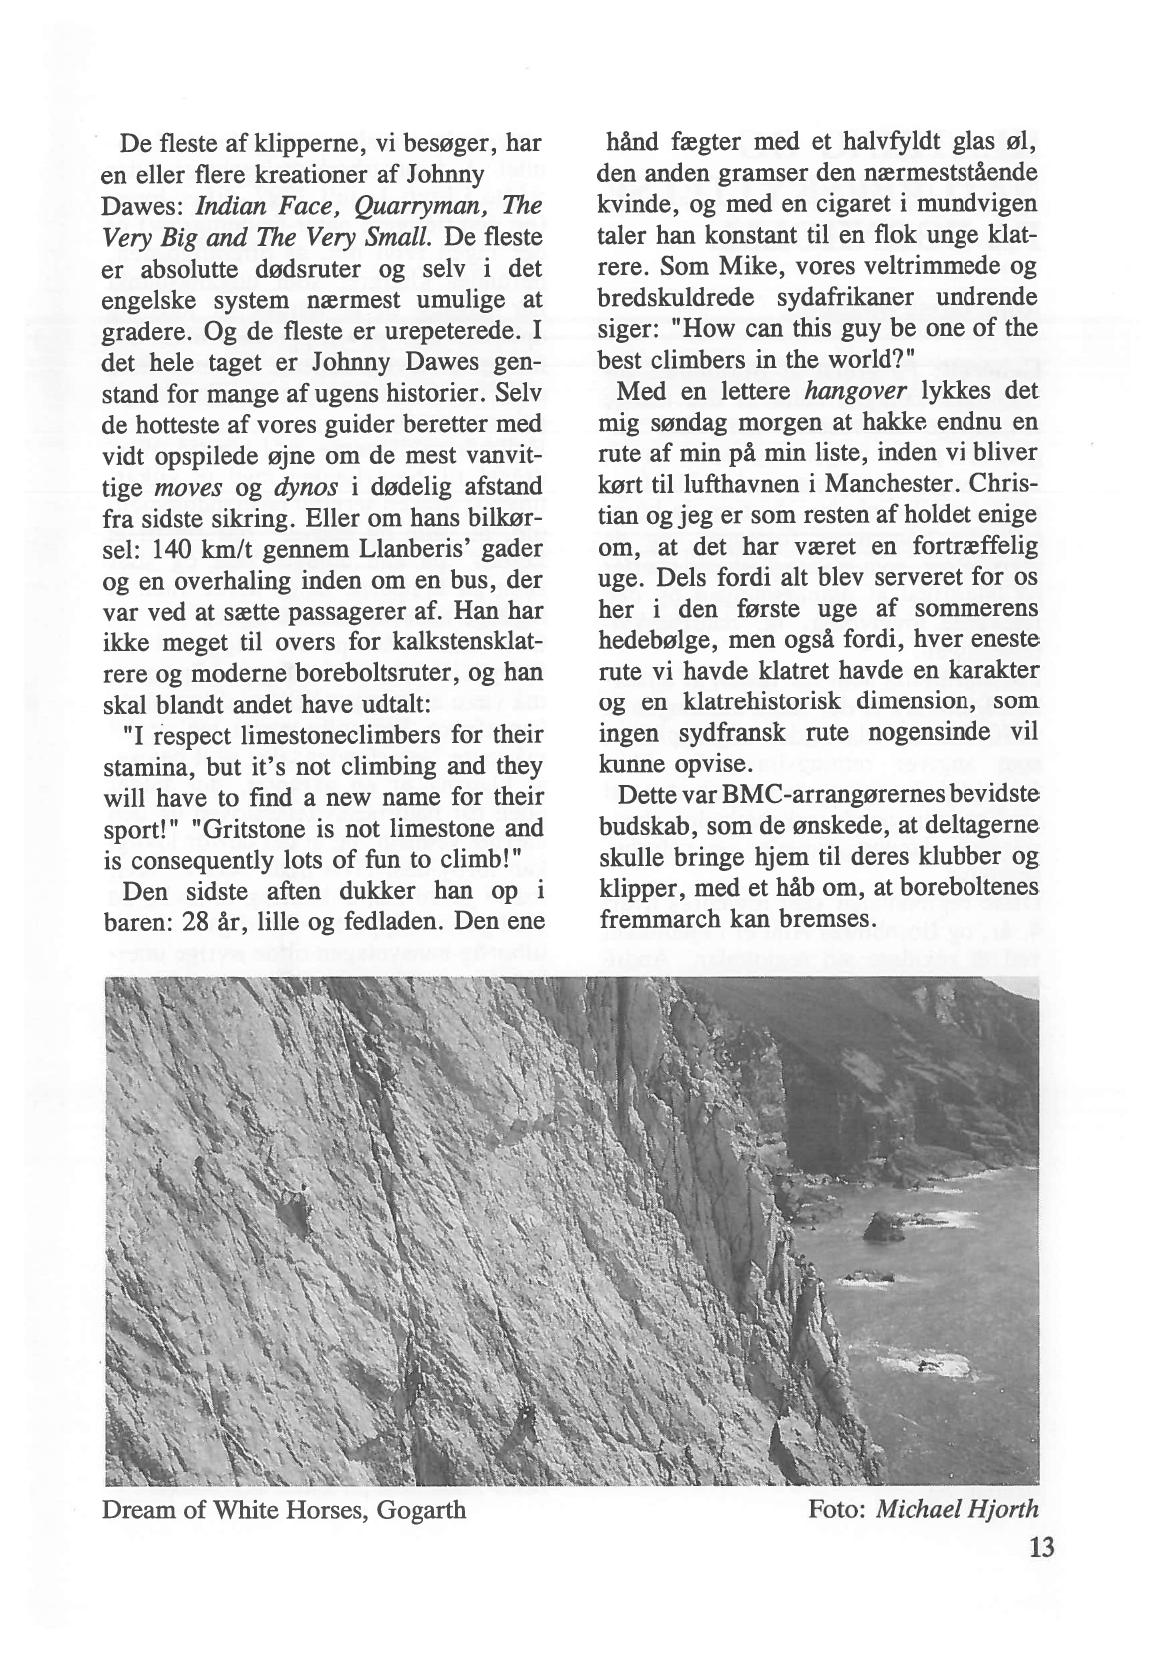 De fleste af klipperne, vi besøger, har
en eller flere kreationer af Johnny
Dawes: Indian Face, Quarryman, The
Very Big and The Very Small. De fleste
er absolutte dødsruter og selv i det
engelske system nærmest umulige at
gradere. Og de fleste er urepeterede. I
det hele taget er Johnny Dawes gen-
stand for mange af ugens historier. Selv
de hotteste af vores guider beretter med
vidt opspilede øjne om de mest vanvit-
tige moves og dynos i dødelig afstand
fra sidste sikring. Eller om hans bilkør-
sel: 140 km/t gennem Llanberis' gader
og en overhaling inden om en bus, der
var ved at sætte passagerer af. Han har
ikke meget til overs for kalkstensklat-
rere og moderne boreboltsruter, og han
skal blandt andet have udtalt:
"I respect limestoneclimbers for their
stamina, but it's not climbing and they
will have to find a new name for their
sport!" "Gritstone is not limestone and
is consequently lots of fun to climb!"
Den sidste aften dukker han op i
baren: 28 år, lille og fedladen. Den ene
hånd fægter med et halvfyldt glas øl,
den anden gramser den nærmeststående
kvinde, og med en cigaret i mundvigen
taler han konstant til en flok unge klat-
rere. Som Mike, vores veltrimmede og
bredskuldrede sydafrikaner undrende
siger: "How can this guy be one of the
best climbers in the world?"
Med en lettere hangover lykkes det
mig søndag morgen at hakke endnu en
rute af min på min liste, inden vi bliver
kørt til lufthavnen i Manchester. Chris-
tian og jeg er som resten af holdet enige
om, at det har været en fortræffelig
uge. Dels fordi alt blev serveret for os
her i den første uge af sommerens
hedebølge, men også fordi, hver eneste
rute vi havde klatret havde en karakter
og en klatrehistorisk dimension, som
ingen sydfransk rute nogensinde vil
kunne opvise.
Dette var BMC-arrangørernes bevidste
budskab, som de ønskede, at deltagerne
skulle bringe hjem til deres klubber og
klipper, med et håb om, at boreboltenes
fremmarch kan bremses.
Dream of White Horses, Gogarth
Foto: Michael Hjorth
13